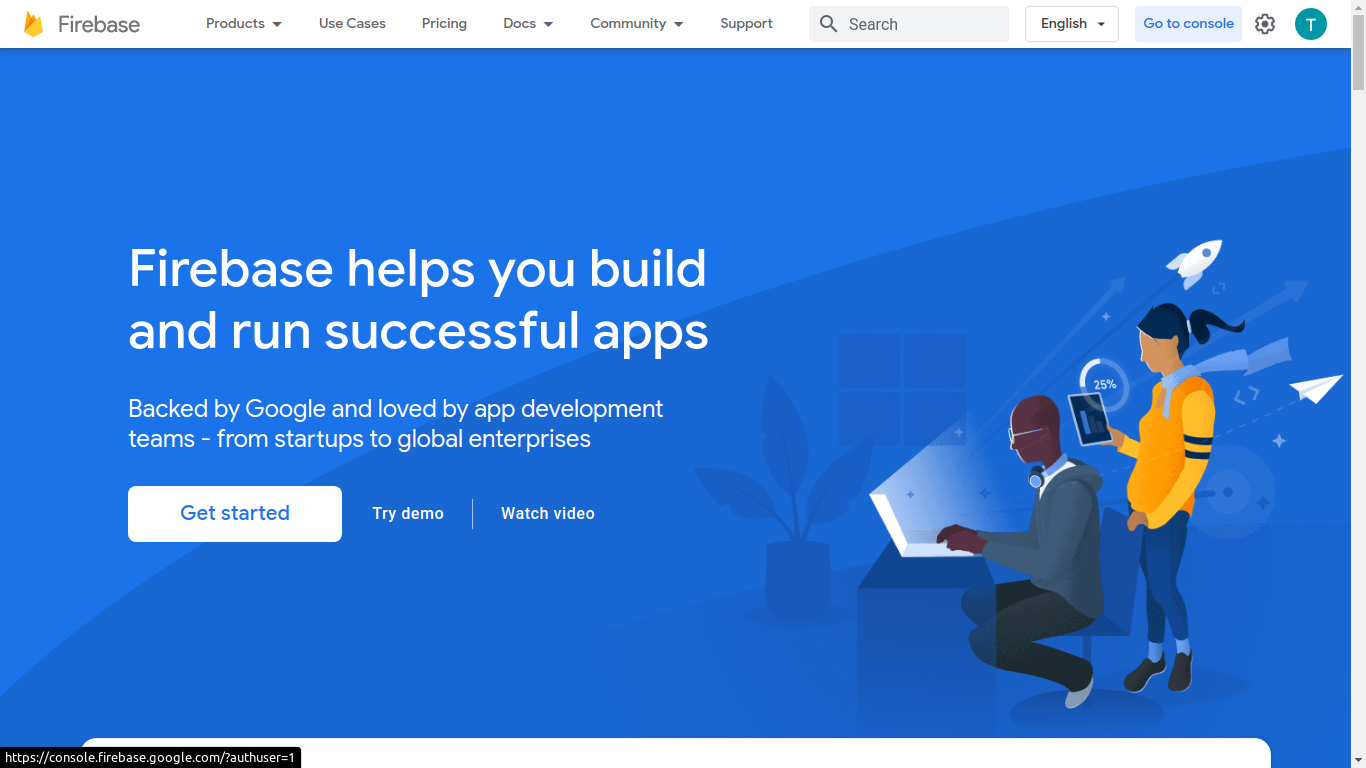 Firebase
Products
Use Cases
Pricing
Docs
Community
Support
Search
English
Go to console
T
Firebase helps you build
and run successful apps
Backed by Google and loved by app development
teams - from startups to global enterprises
Get started
Try demo
Watch video
25%
https://console.firebase.google.com/?authuser=1